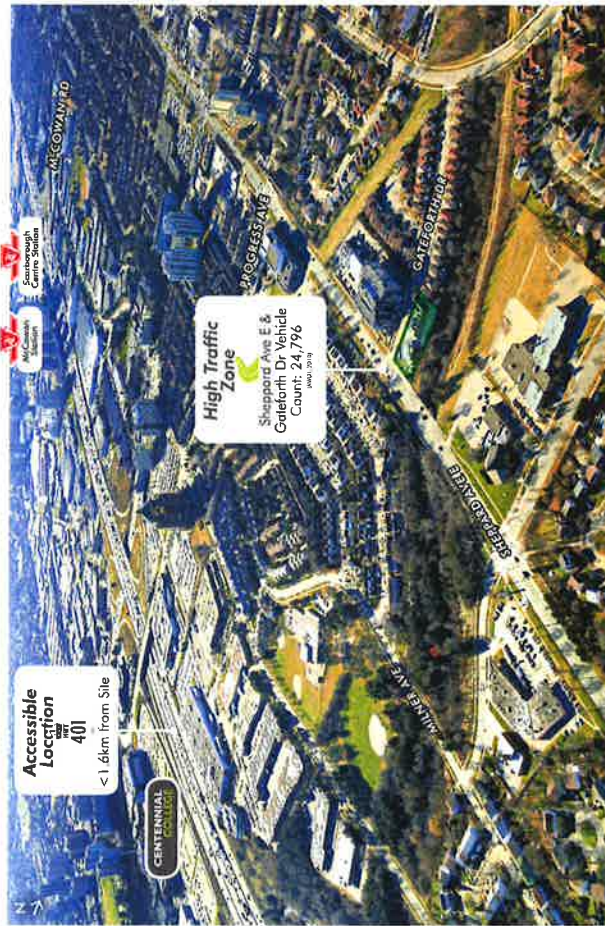 N
Accessible
Location
401
<1.6km from Site
CENTENNIAL
COLLEGE
McCowan
Station
Scarborough
Centre Station
MCCOWAN RD
High Traffic
Zone
Sheppard Ave E &
Gateforth Dr Vehicle
Count: 24,796
PROGRESS AVE
GATEFORTH DR
SHEPPARD AVE E
MILNER AVE